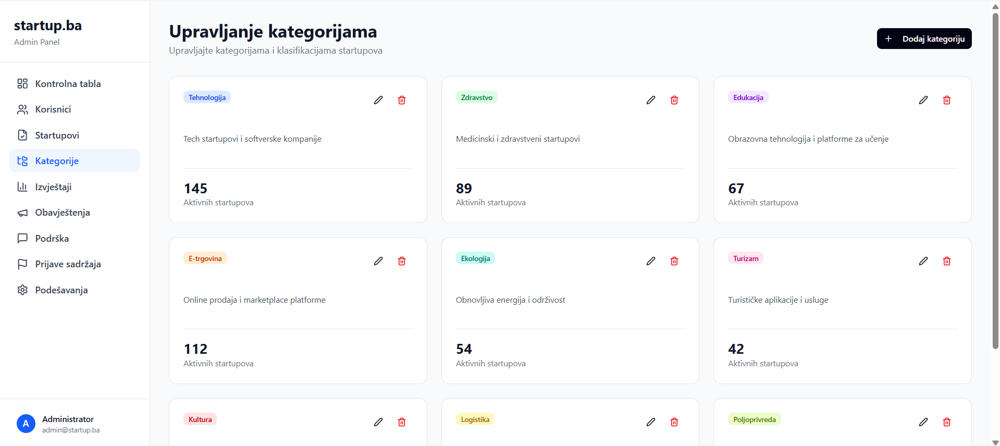 startup.ba
Admin Panel
Kontrolna tabla
Korisnici
Startupovi
Kategorije
Izvještaji
Obavještenja
Podrška
Prijave sadržaja
Podešavanja
A
Administrator
admin@startup.ba
Upravljanje kategorijama
Upravljajte kategorijama i klasifikacijama startupova
+ Dodaj kategoriju
Tehnologija
Tech startupovi i softverske kompanije
145
Aktivnih startupova
Zdravstvo
Medicinski i zdravstveni startupovi
89
Aktivnih startupova
Edukacija
Obrazovna tehnologija i platforme za učenje
67
Aktivnih startupova
E-trgovina
Online prodaja i marketplace platforme
112
Aktivnih startupova
Ekologija
Obnovljiva energija i održivost
54
Aktivnih startupova
Turizam
Turističke aplikacije i usluge
42
Aktivnih startupova
Kultura
Logistika
Poljoprivreda